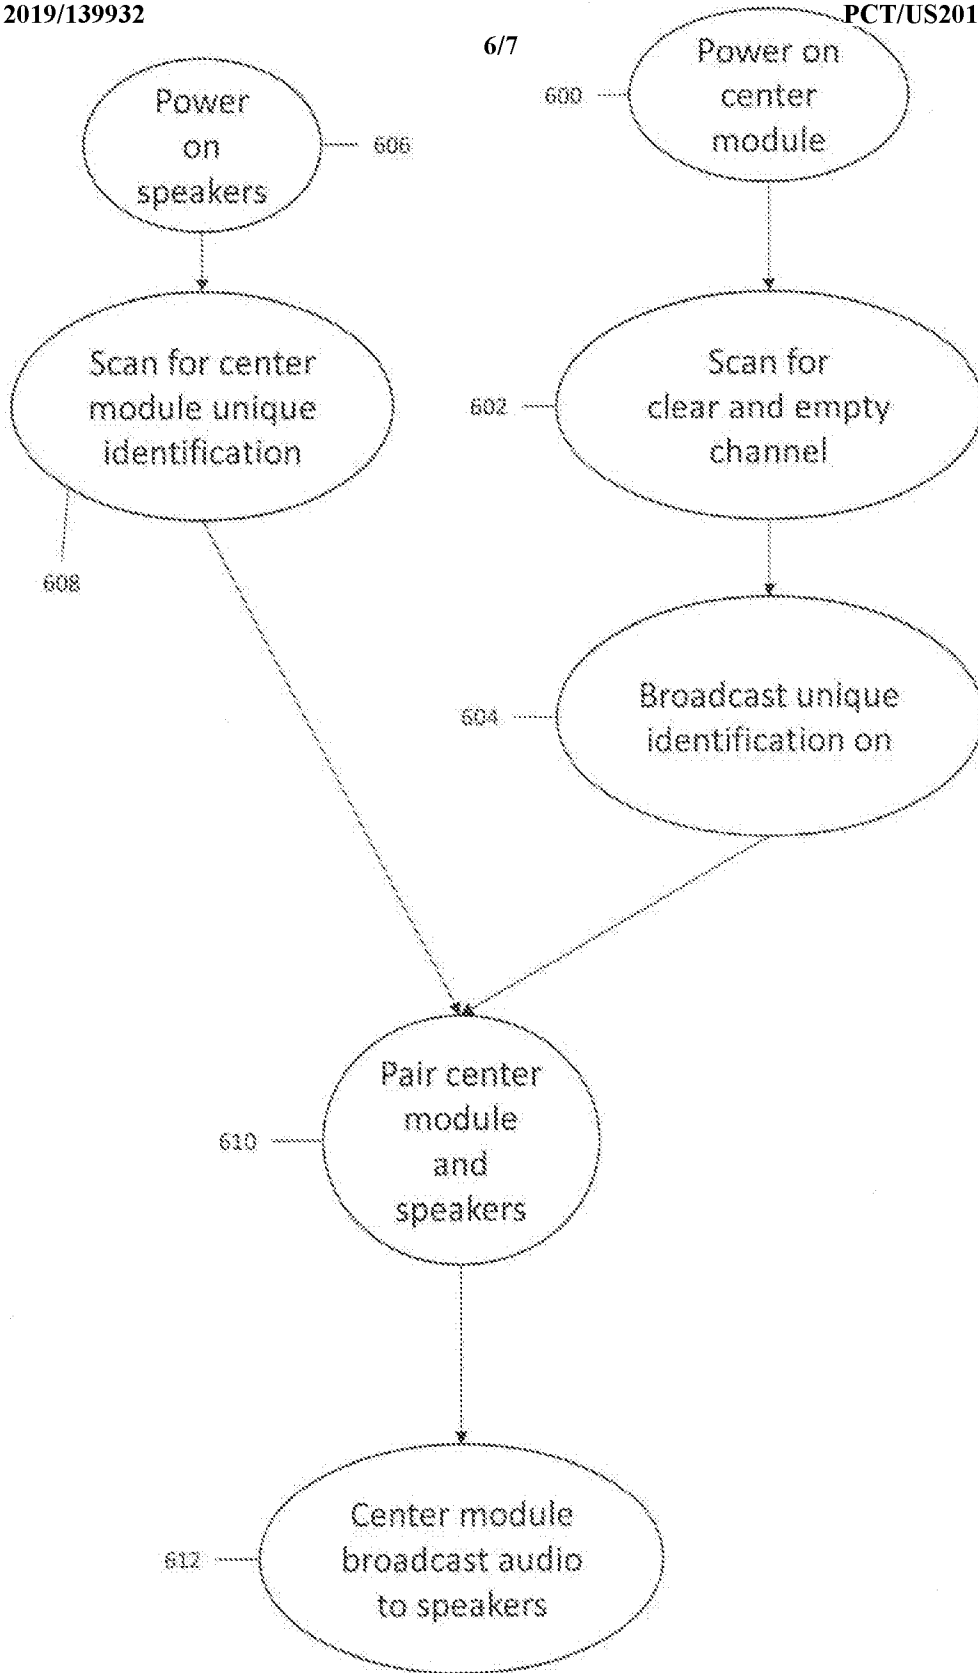 2019/139932
PCT/US201
6/7
Power
on
speakers
606
Power on
center
module
600
Scan for center
module unique
identification
608
Scan for
clear and empty
channel
602
Broadcast unique
identification on
604
Pair center
module
and
speakers
610
Center module
broadcast audio
to speakers
612